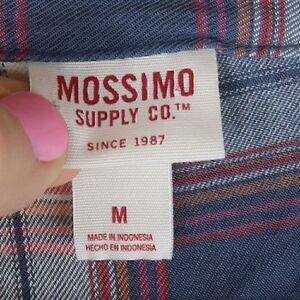 MOSSIMO
SUPPLY CO.™
SINCE 1987
M
MADE IN INDONESIA
HECHO EN INDONESIA